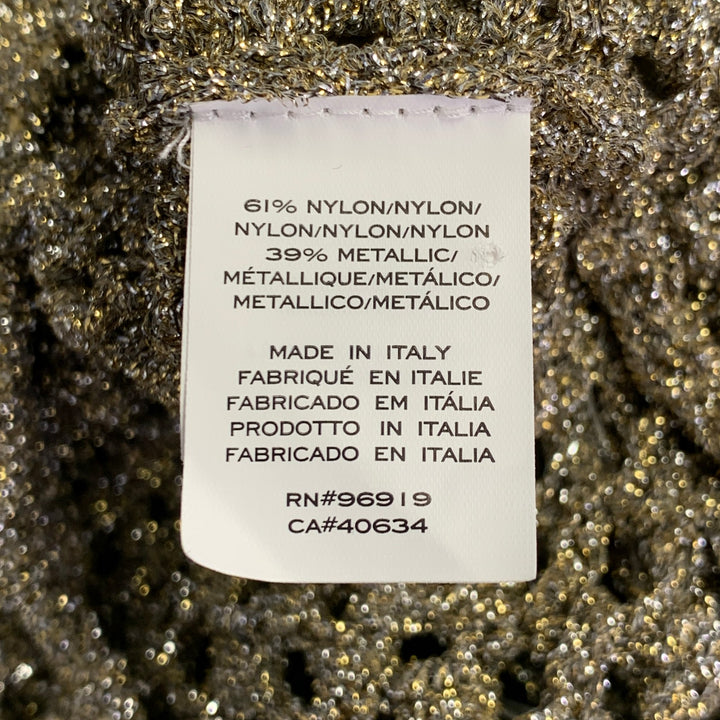 61% NYLON/NYLON/
NYLON/NYLON/NYLON
39% METALLIC/
MÉTALLIQUE/METÁLICO/
METALLICO/METÁLICO
MADE IN ITALY
FABRIQUÉ EN ITALIE
FABRICADO EM ITÁLIA
PRODOTTO IN ITALIA
FABRICADO EN ITALIA
RN#96919
CA#40634